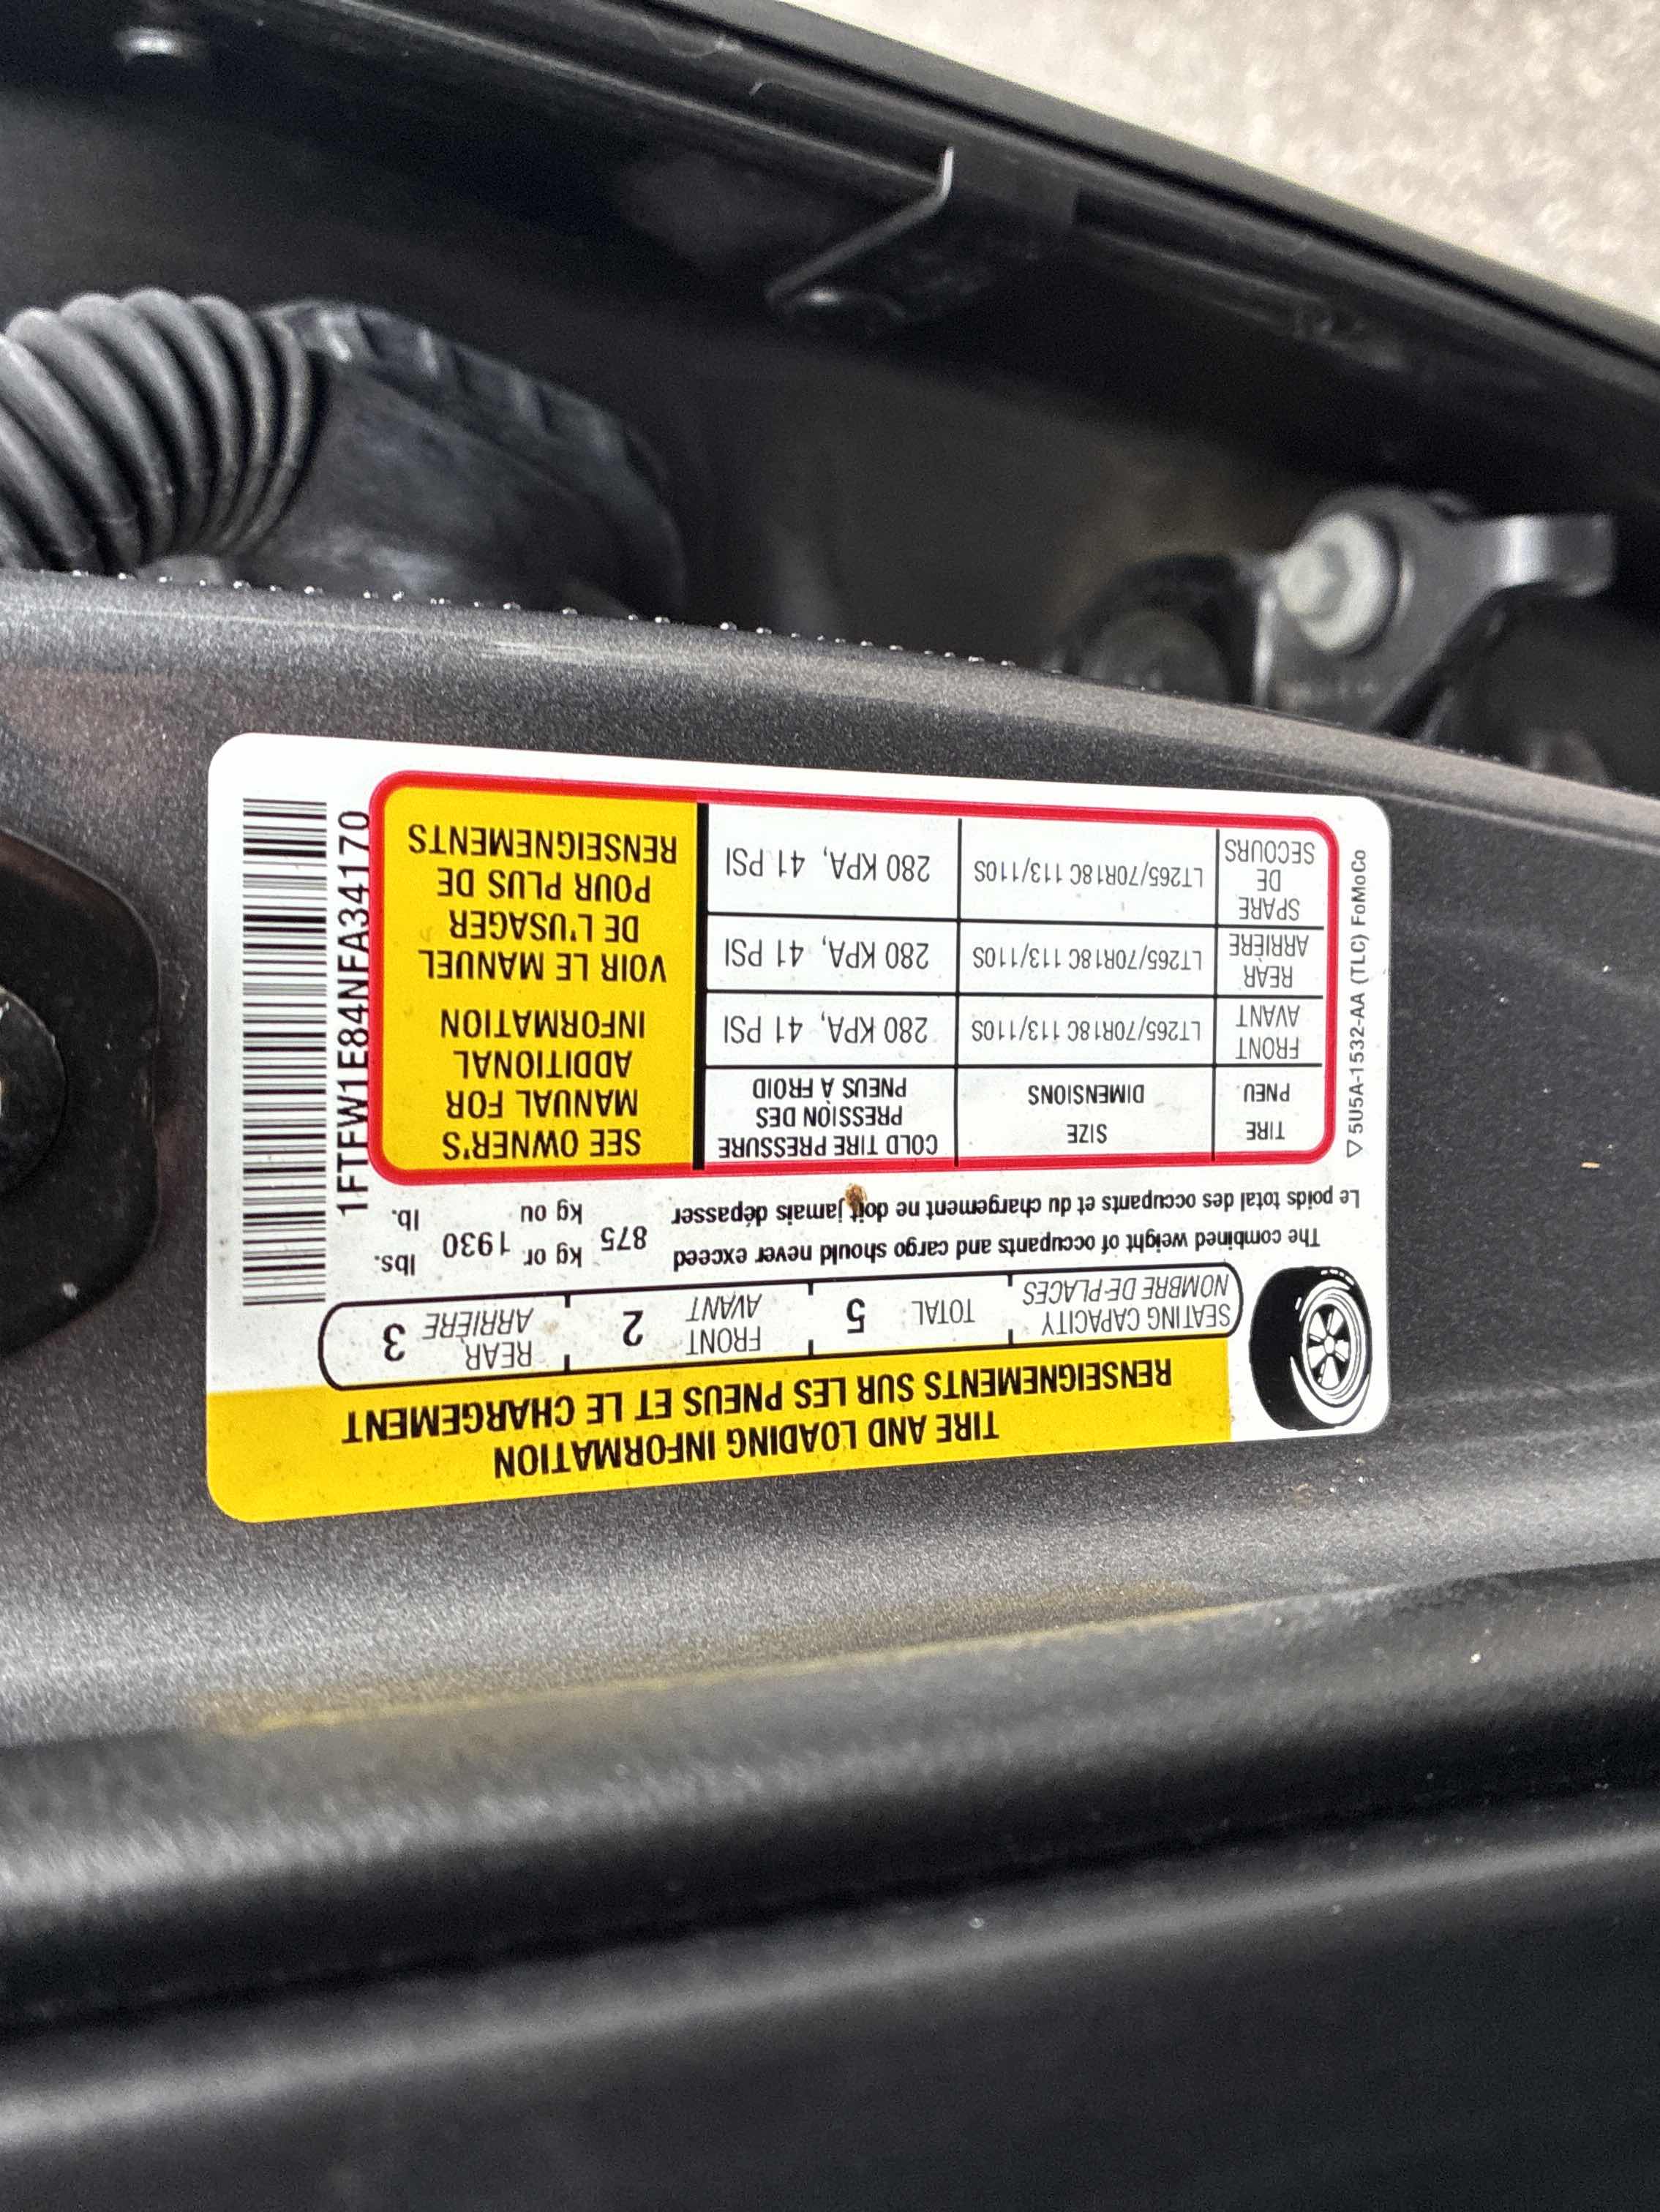 TIRE AND LOADING INFORMATION
RENSEIGNEMENTS SUR LES PNEUS ET LE CHARGEMENT
SEATING CAPACITY
NOMBRE DE PLACES
TOTAL 5
FRONT
AVANT
2
REAR
ARRIÈRE
3
The combined weight of occupants and cargo should never exceed 875 kg or 1930 lbs.
Le poids total des occupants et du chargement ne doit jamais dépasser kg ou lb.
TIRE
PNEU
SIZE
DIMENSIONS
COLD TIRE PRESSURE
PRESSION DES
PNEUS À FROID
FRONT
AVANT
LT265/70R18C 113/110S
280 KPA, 41 PSI
REAR
ARRIÈRE
LT265/70R18C 113/110S
280 KPA, 41 PSI
SPARE
DE
SECOURS
LT265/70R18C 113/110S
280 KPA, 41 PSI
SEE OWNER'S
MANUAL FOR
ADDITIONAL
INFORMATION
VOIR LE MANUEL
DE L'USAGER
POUR PLUS DE
RENSEIGNEMENTS
▽5U5A-1532-AA (TLC) FoMoCo
1FTFW1E84NFA34170